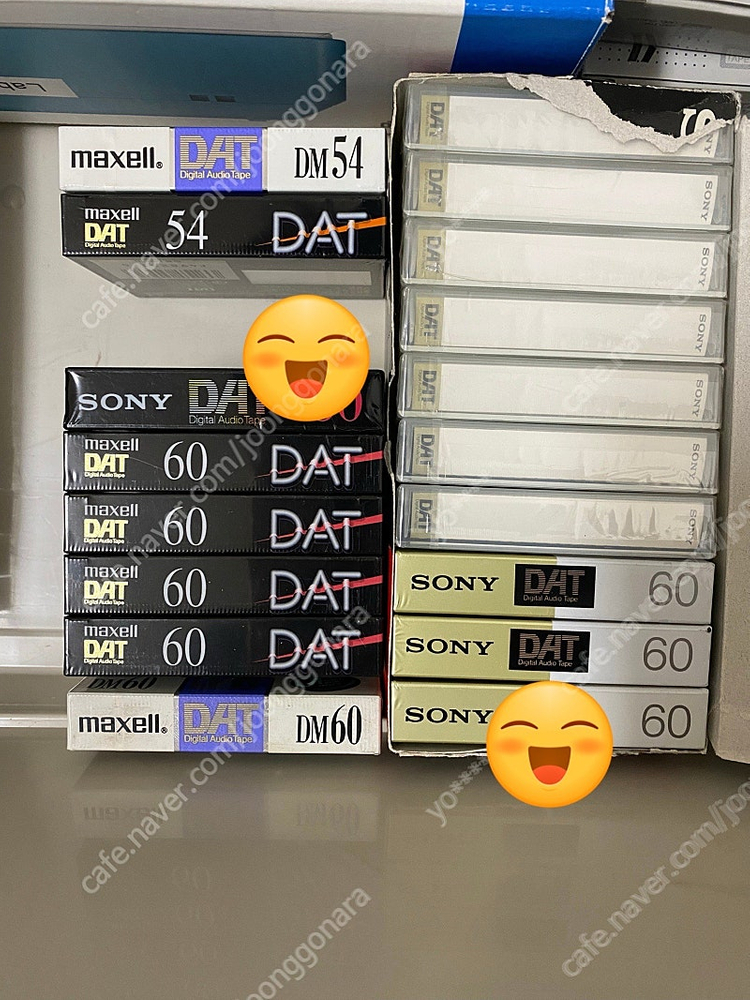 Lab
TAPE
maxell® DAT DM54
Digital Audio Tape
maxell
DAT 54 DAT
Digital Audio Tape
SONY DAT
Digital Audio Tape
maxell
DAT 60 DAT
Digital Audio Tape
maxell
DAT 60 DAT
Digital Audio Tape
maxell
DAT 60 DAT
Digital Audio Tape
maxell
DAT 60 DAT
Digital Audio Tape
DM60
maxell® DAT DM60
Digital Audio Tape
S
DAT SONY
DAT SONY
DAT SONY
DAT SONY
DAT SONY
DAT SONY
DAT SONY
SONY DAT 60
Digital Audio Tape
SONY DAT 60
Digital Audio Tape
SONY 60
cafe.naver.com/joonggonara
yo****